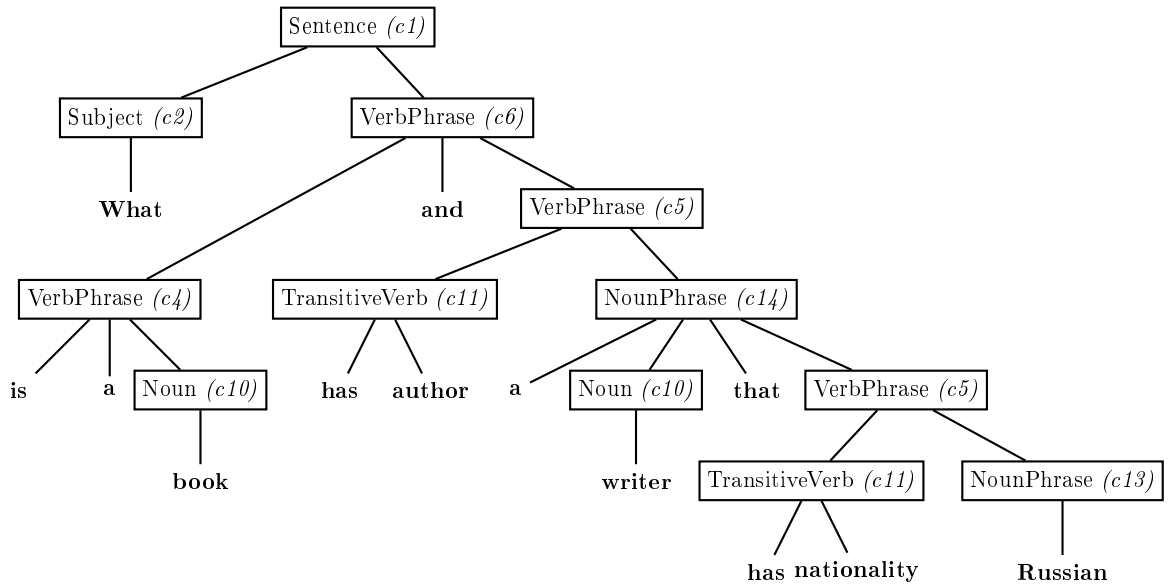 Sentence (c1)
Subject (c2)
VerbPhrase (c6)
What
and
VerbPhrase (c5)
VerbPhrase (c4)
TransitiveVerb (c11)
NounPhrase (c14)
is
a
Noun (c10)
has
author
a
Noun (c10)
that
VerbPhrase (c5)
book
writer
TransitiveVerb (c11)
NounPhrase (c13)
has
nationality
Russian